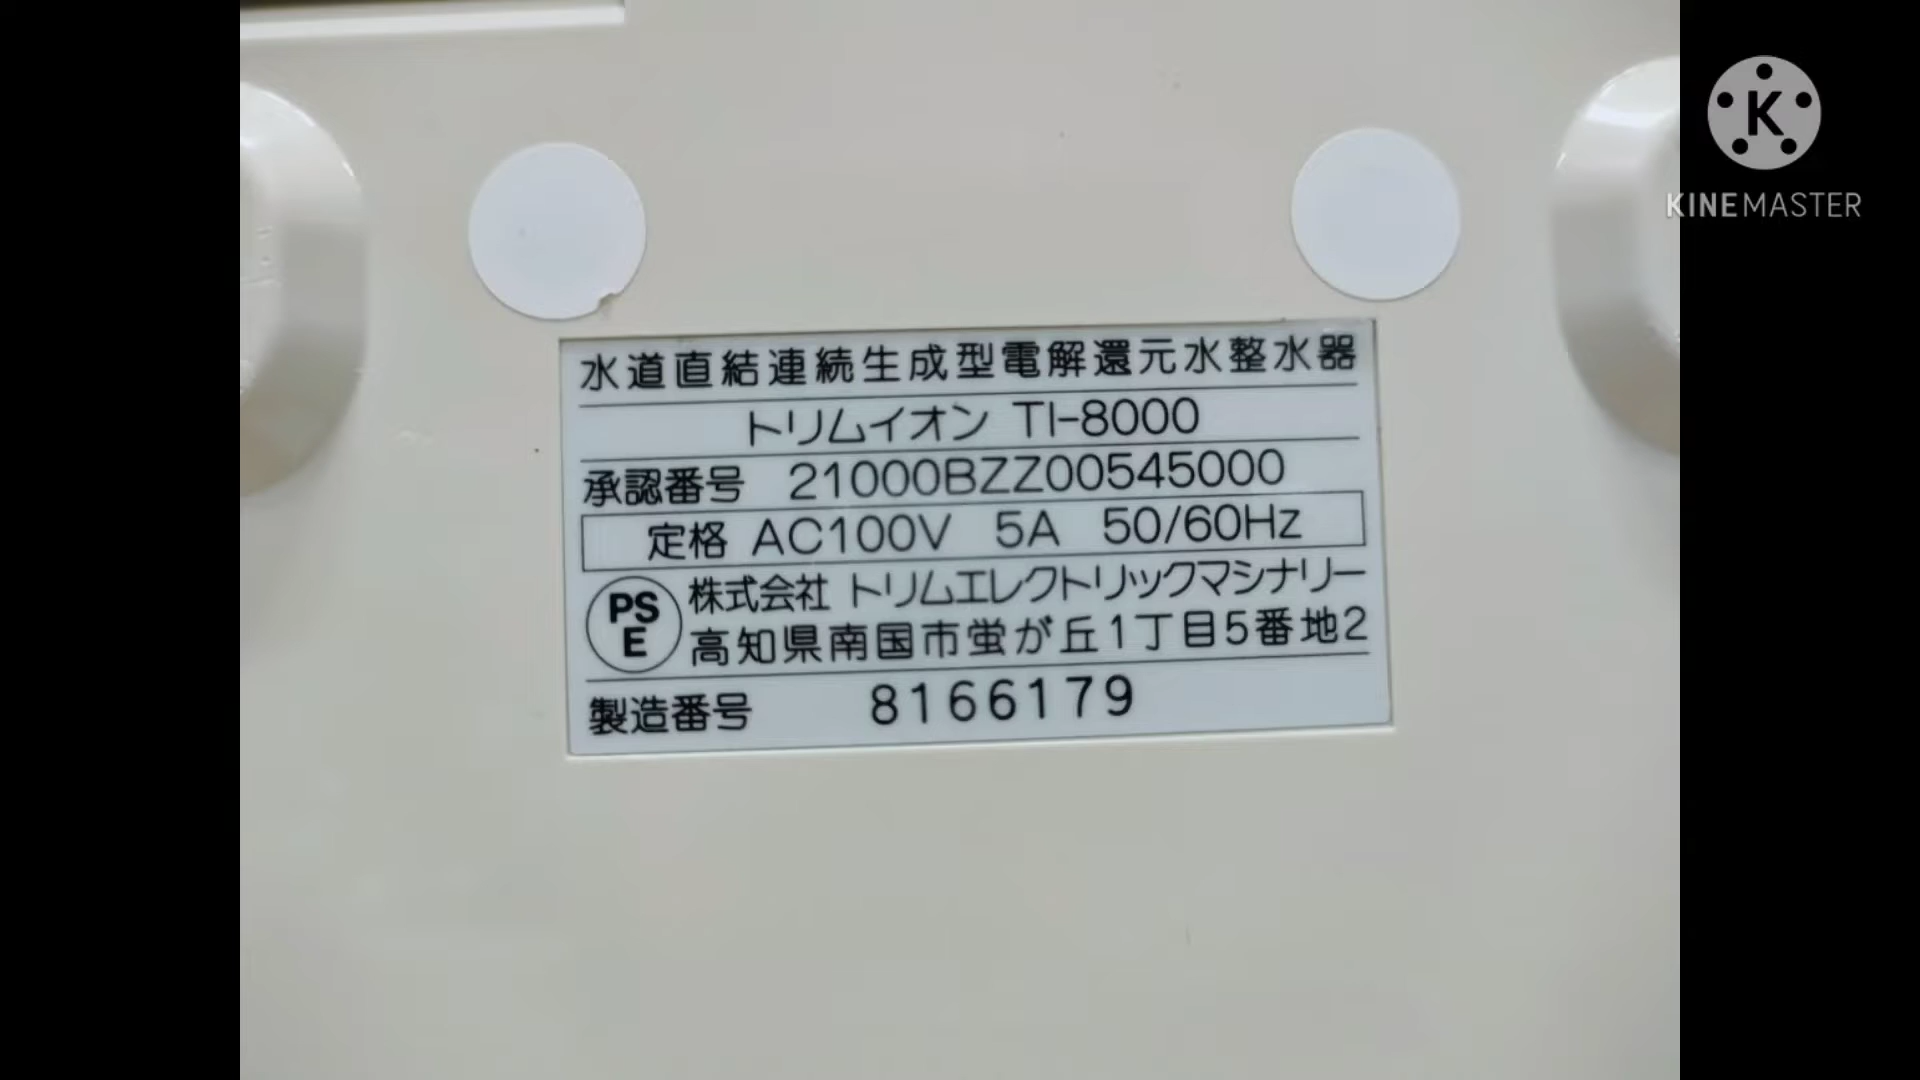 水道直結連続生成型電解還元水整水器
トリムイオン TI-8000
承認番号 21000BZZ00545000
定格 AC100V 5A 50/60Hz
PS
E
株式会社 トリムエレクトリックマシナリー
高知県南国市蛍が丘1丁目5番地2
製造番号 8166179
K
KINEMASTER